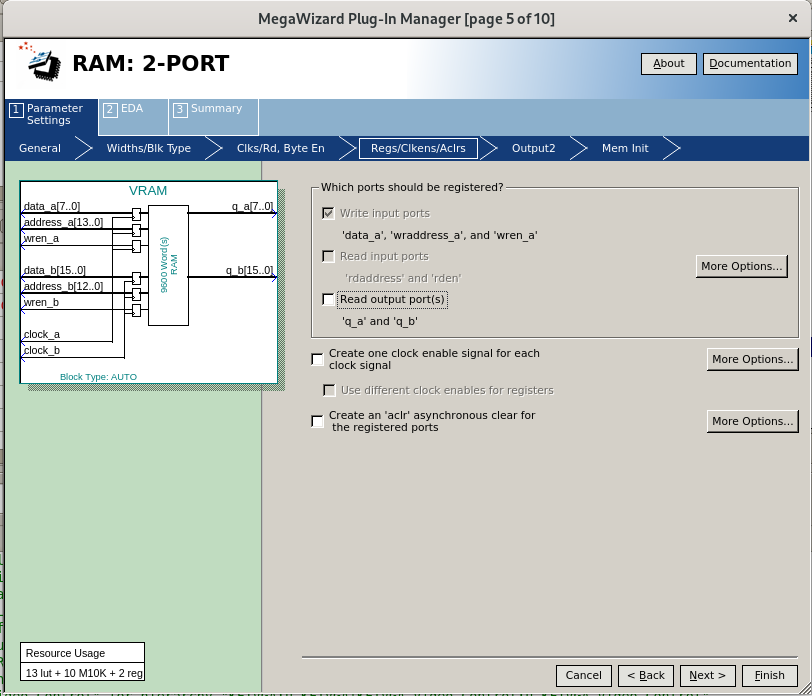 MegaWizard Plug-In Manager [page 5 of 10]
RAM: 2-PORT
About
Documentation
1 Parameter Settings
2 EDA
3 Summary
General
Widths/Blk Type
Clks/Rd, Byte En
Regs/Clkens/Aclrs
Output2
Mem Init
VRAM
data_a[7..0]
q_a[7..0]
address_a[13..0]
wren_a
data_b[15..0]
q_b[15..0]
address_b[12..0]
wren_b
clock_a
clock_b
9600 Word(s)
RAM
Block Type: AUTO
Which ports should be registered?
Write input ports
'data_a', 'wraddress_a', and 'wren_a'
Read input ports
'rdaddress' and 'rden'
More Options...
Read output port(s)
'q_a' and 'q_b'
Create one clock enable signal for each
clock signal
More Options...
Use different clock enables for registers
Create an 'aclr' asynchronous clear for
the registered ports
More Options...
Resource Usage
13 lut + 10 M10K + 2 reg
Cancel
< Back
Next >
Finish